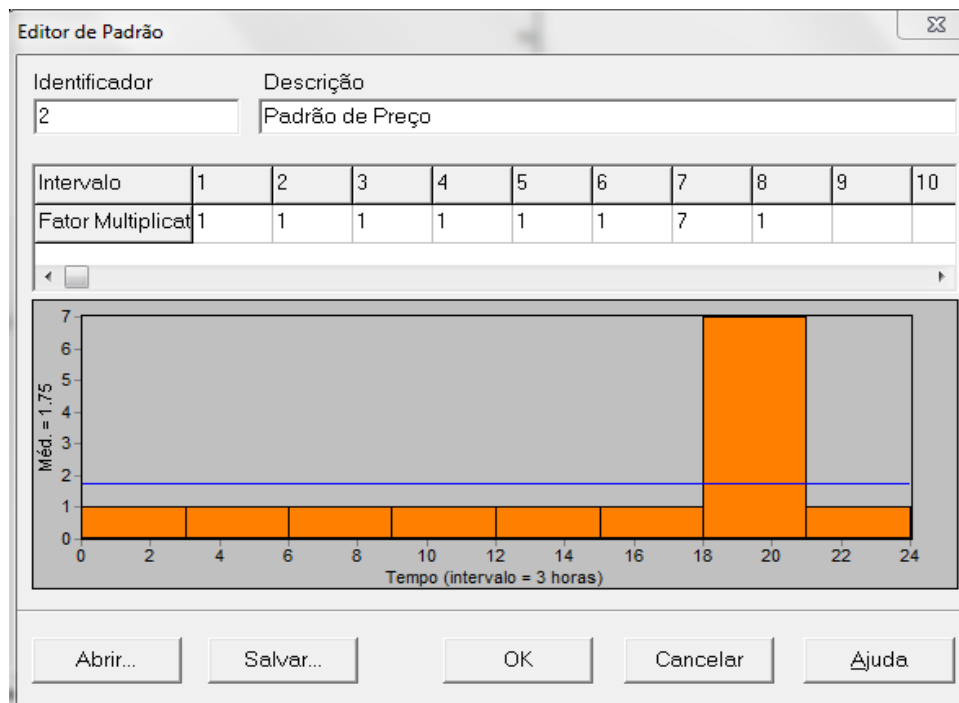 Editor de Padrão
Identificador Descrição
2 Padrão de Preço
Intervalo 1 2 3 4 5 6 7 8 9 10
Fator Multiplicat 1 1 1 1 1 1 7 1
7
6
5
4
3
2
1
0
Méd. = 1.75
0 2 4 6 8 10 12 14 16 18 20 22 24
Tempo (intervalo = 3 horas)
Abrir... Salvar... OK Cancelar Ajuda